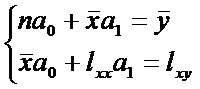 na₀ + x̄a₁ = ȳ
x̄a₀ + lₓₓa₁ = lₓᵧ